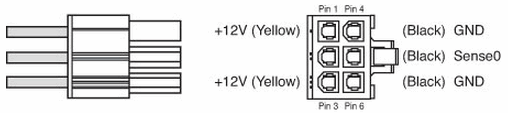 Pin 1 Pin 4
+12V (Yellow) (Black) GND
(Black) Sense0
+12V (Yellow) (Black) GND
Pin 3 Pin 6